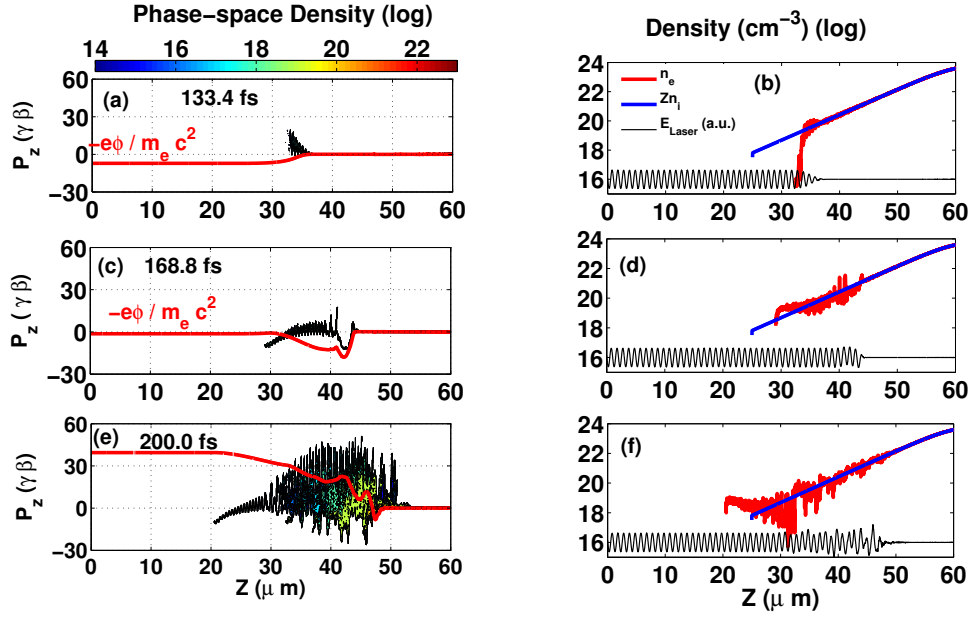 Phase−space Density (log)
14 16 18 20 22
60
30
0
−30
P_z (γ β)
(a)
133.4 fs
−eϕ / m_e c^2
0 10 20 30 40 50 60
Density (cm^−3) (log)
24
22
20
18
16
(b)
n_e
Zn_i
E_Laser (a.u.)
0 10 20 30 40 50 60
60
30
0
−30
P_z (γ β)
(c)
168.8 fs
−eϕ / m_e c^2
0 10 20 30 40 50 60
24
22
20
18
16
(d)
0 10 20 30 40 50 60
60
30
0
−30
P_z (γ β)
(e)
200.0 fs
0 10 20 30 40 50 60
Z (μ m)
24
22
20
18
16
(f)
0 10 20 30 40 50 60
Z (μ m)